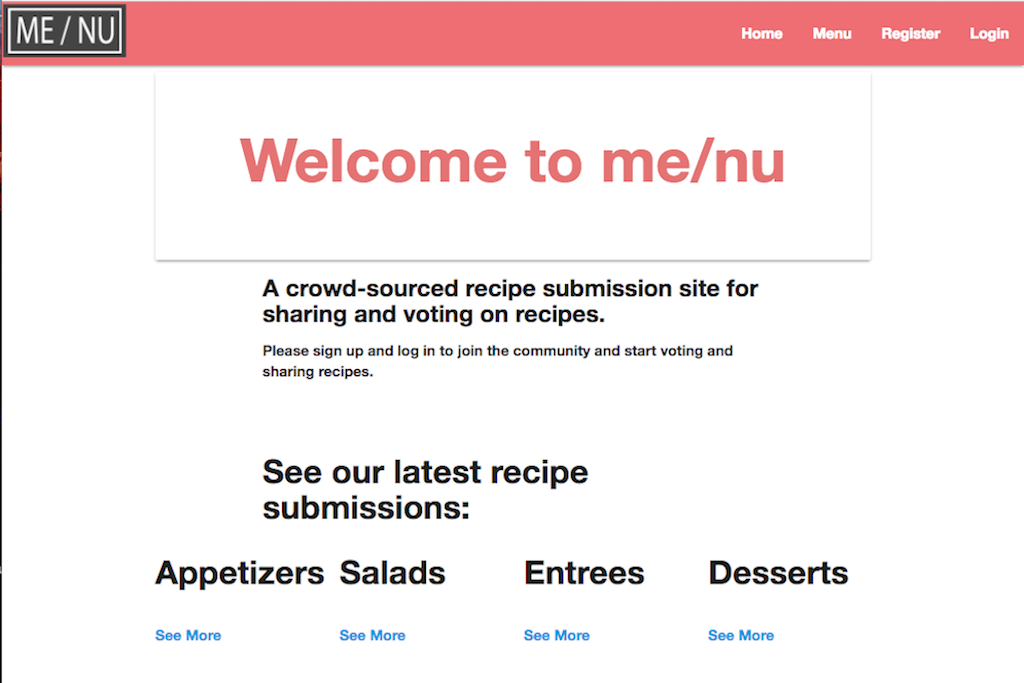 ME / NU
Home Menu Register Login
Welcome to me/nu
A crowd-sourced recipe submission site for
sharing and voting on recipes.
Please sign up and log in to join the community and start voting and
sharing recipes.
See our latest recipe
submissions:
Appetizers Salads Entrees Desserts
See More See More See More See More